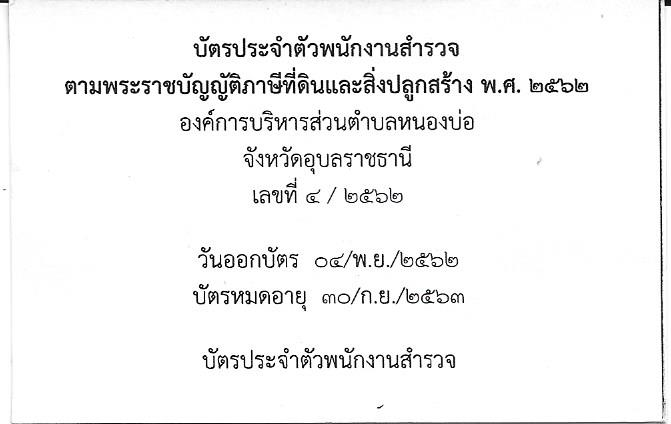 บัตรประจำตัวพนักงานสำรวจ
ตามพระราชบัญญัติภาษีที่ดินและสิ่งปลูกสร้าง พ.ศ. ๒๕๖๒
องค์การบริหารส่วนตำบลหนองบ่อ
จังหวัดอุบลราชธานี
เลขที่ ๔ / ๒๕๖๒
วันออกบัตร ๐๔/พ.ย./๒๕๖๒
บัตรหมดอายุ ๓๐/ก.ย./๒๕๖๓
บัตรประจำตัวพนักงานสำรวจ